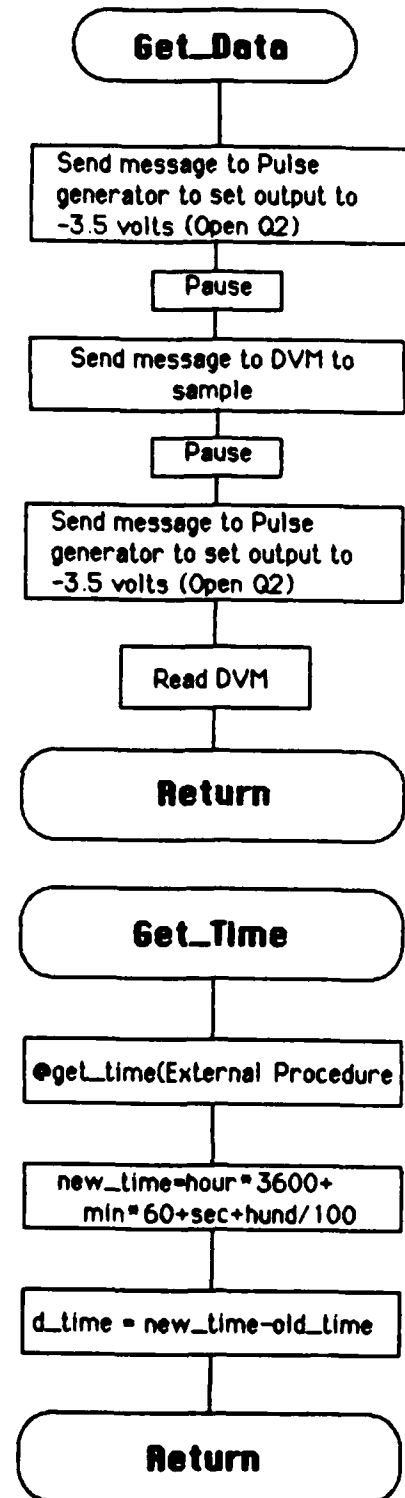 Get_Data
Send message to Pulse
generator to set output to
-3.5 volts (Open Q2)
Pause
Send message to DVM to
sample
Pause
Send message to Pulse
generator to set output to
-3.5 volts (Open Q2)
Read DVM
Return
Get_Time
@get_time(External Procedure
new_time=hour*3600+
min*60+sec+hund/100
d_time = new_time-old_time
Return